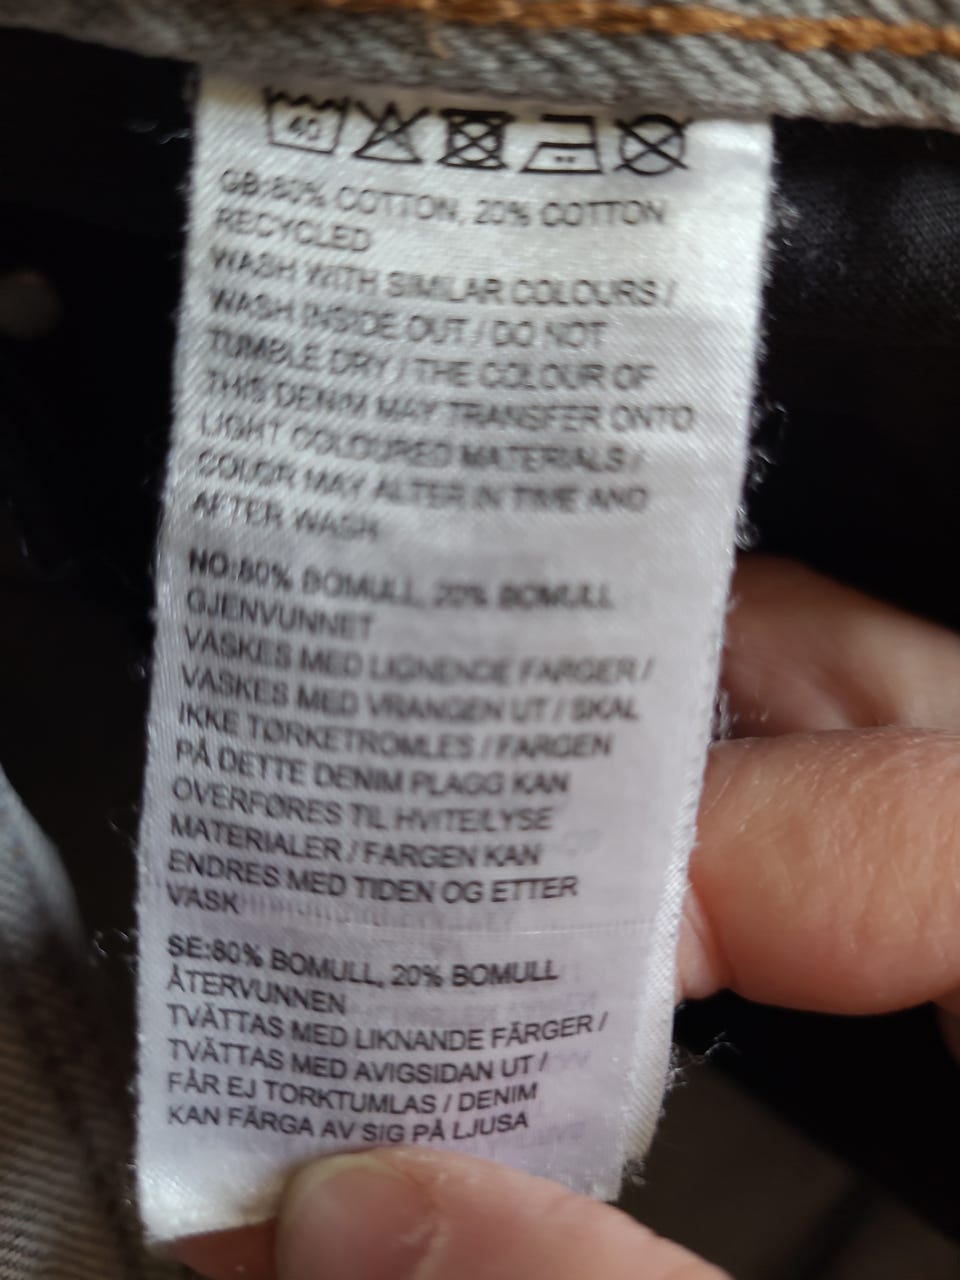 40
GB:80% COTTON, 20% COTTON
RECYCLED
WASH WITH SIMILAR COLOURS /
WASH INSIDE OUT / DO NOT
TUMBLE DRY / THE COLOUR OF
THIS DENIM MAY TRANSFER ONTO
LIGHT COLOURED MATERIALS /
COLOR MAY ALTER IN TIME AND
AFTER WASH
NO:80% BOMULL, 20% BOMULL
GJENVUNNET
VASKES MED LIGNENDE FARGER /
VASKES MED VRANGEN UT / SKAL
IKKE TØRKETROMLES / FARGEN
PÅ DETTE DENIM PLAGG KAN
OVERFØRES TIL HVITE/LYSE
MATERIALER / FARGEN KAN
ENDRES MED TIDEN OG ETTER
VASK
SE:80% BOMULL, 20% BOMULL
ÅTERVUNNEN
TVÄTTAS MED LIKNANDE FÄRGER /
TVÄTTAS MED AVIGSIDAN UT /
FÅR EJ TORKTUMLAS / DENIM
KAN FÄRGA AV SIG PÅ LJUSA